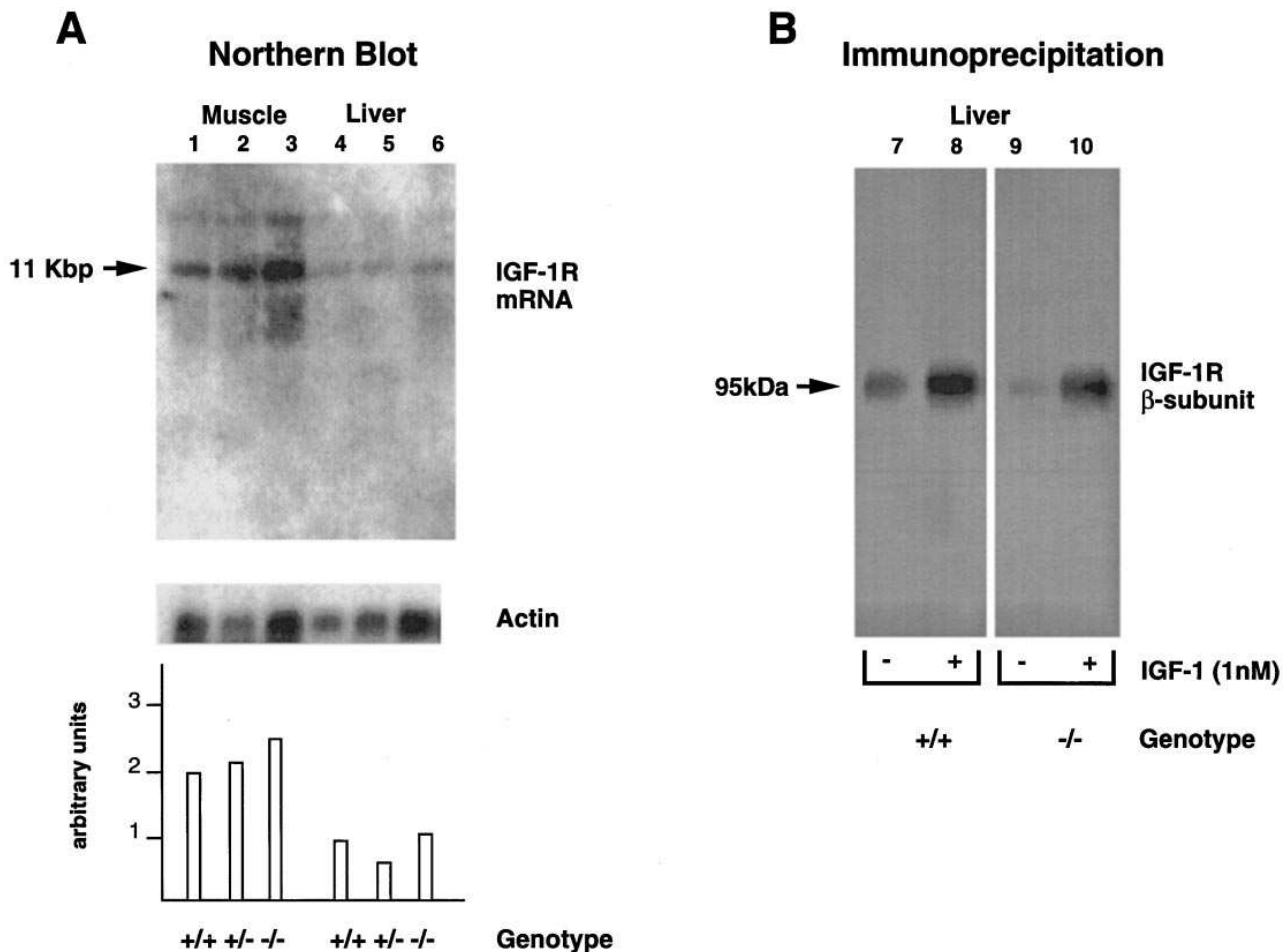 A
Northern Blot
Muscle Liver
1 2 3 4 5 6
11 Kbp
IGF-1R
mRNA
Actin
arbitrary units
3
2
1
+/+ +/- -/- +/+ +/- -/- Genotype
B
Immunoprecipitation
Liver
7 8 9 10
95kDa
IGF-1R
β-subunit
- + - + IGF-1 (1nM)
+/+ -/- Genotype